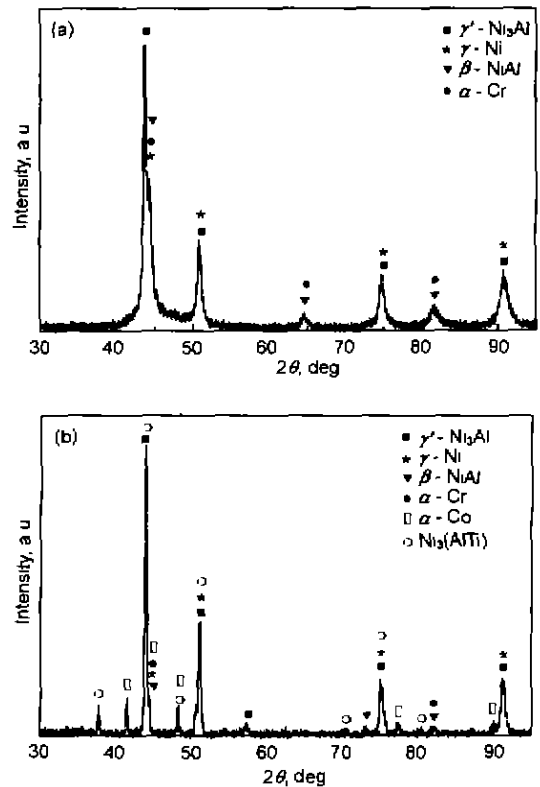 (a)
■ γ' - Ni₃Al
★ γ - Ni
▼ β - NiAl
● α - Cr
Intensity, a u
30 40 50 60 70 80 90
2θ, deg
(b)
■ γ' - Ni₃Al
★ γ - Ni
▼ β - NiAl
● α - Cr
▯ α - Co
○ Ni₃(AlTi)
Intensity, a u
30 40 50 60 70 80 90
2θ, deg